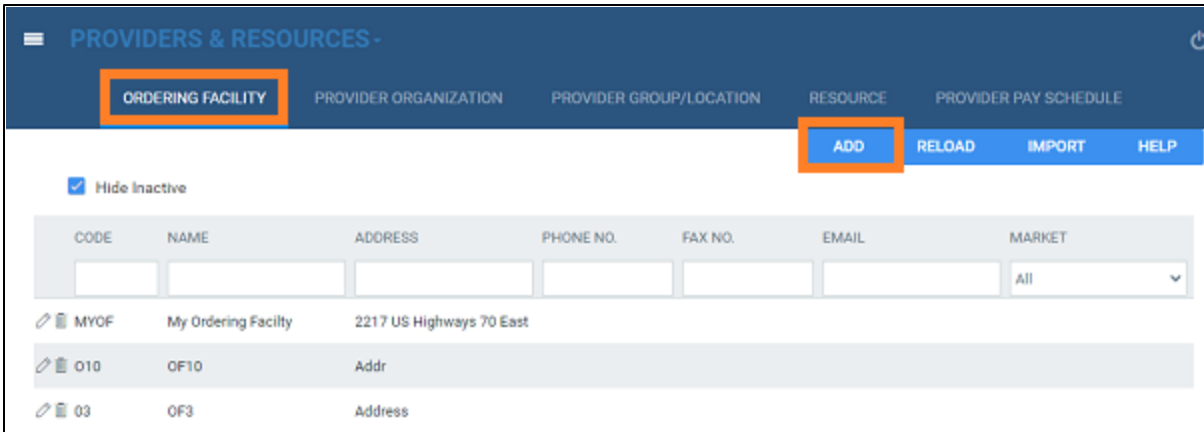 PROVIDERS & RESOURCES
ORDERING FACILITY PROVIDER ORGANIZATION PROVIDER GROUP/LOCATION RESOURCE PROVIDER PAY SCHEDULE
ADD RELOAD IMPORT HELP
Hide Inactive
CODE NAME ADDRESS PHONE NO. FAX NO. EMAIL MARKET
All
MYOF My Ordering Facilty 2217 US Highways 70 East
O10 OF10 Addr
03 OF3 Address